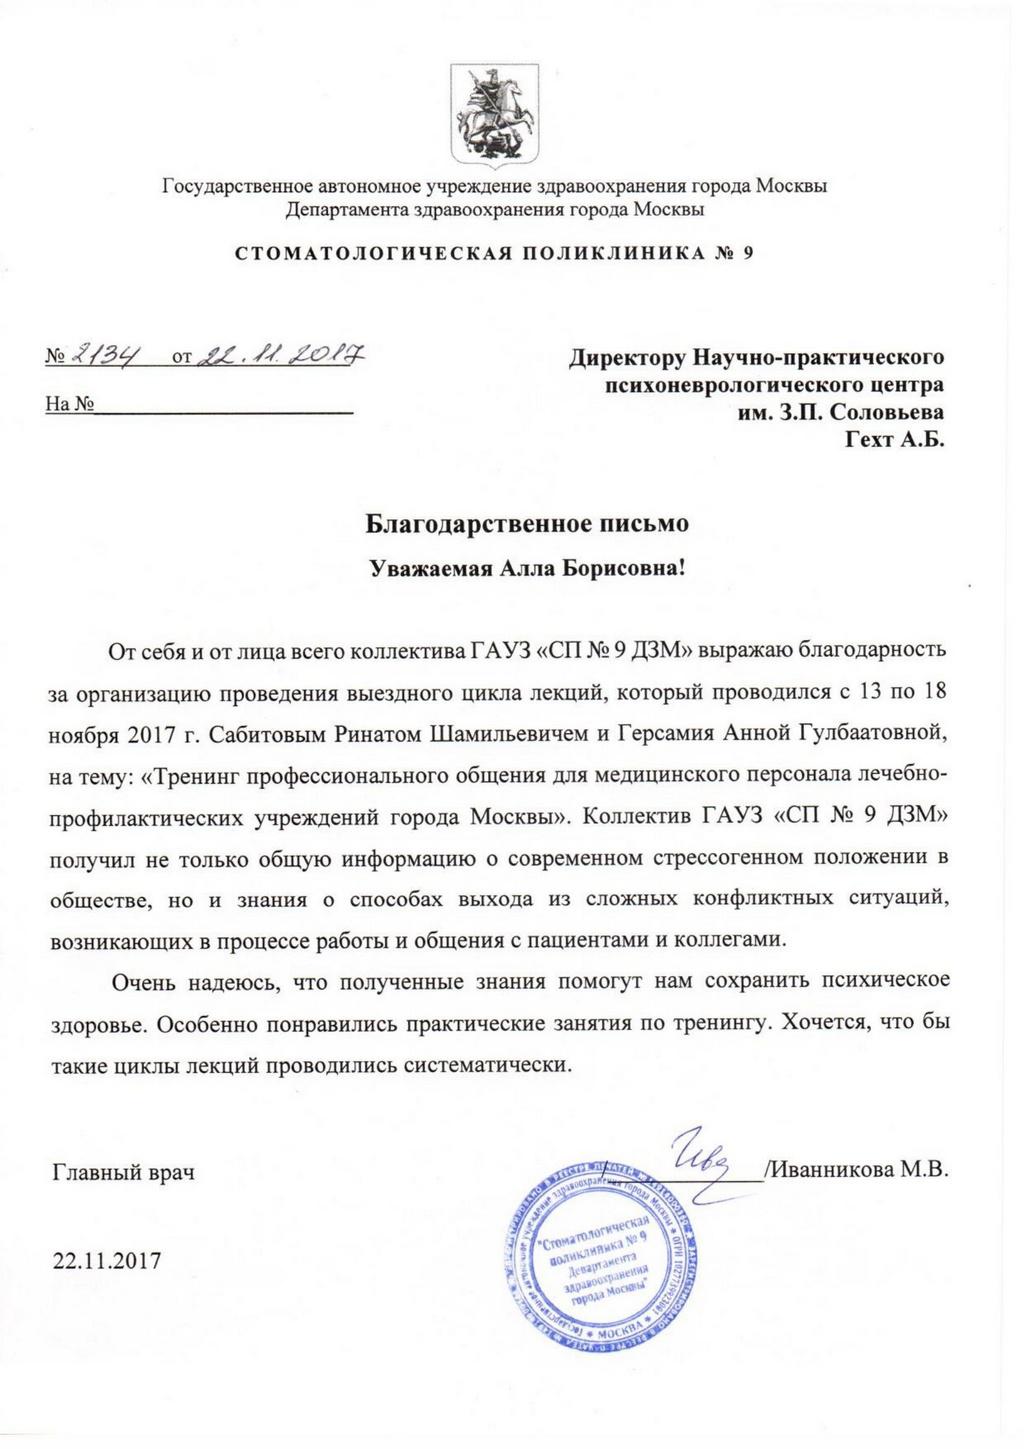 Государственное автономное учреждение здравоохранения города Москвы
Департамента здравоохранения города Москвы
СТОМАТОЛОГИЧЕСКАЯ ПОЛИКЛИНИКА № 9
№ 2134 от 22.11.2017
На №
Директору Научно-практического
психоневрологического центра
им. З.П. Соловьева
Гехт А.Б.
Благодарственное письмо
Уважаемая Алла Борисовна!
От себя и от лица всего коллектива ГАУЗ «СП № 9 ДЗМ» выражаю благодарность
за организацию проведения выездного цикла лекций, который проводился с 13 по 18
ноября 2017 г. Сабитовым Ринатом Шамильевичем и Герсамия Анной Гулбаатовной,
на тему: «Тренинг профессионального общения для медицинского персонала лечебно-
профилактических учреждений города Москвы». Коллектив ГАУЗ «СП № 9 ДЗМ»
получил не только общую информацию о современном стрессогенном положении в
обществе, но и знания о способах выхода из сложных конфликтных ситуаций,
возникающих в процессе работы и общения с пациентами и коллегами.
Очень надеюсь, что полученные знания помогут нам сохранить психическое
здоровье. Особенно понравились практические занятия по тренингу. Хочется, что бы
такие циклы лекций проводились систематически.
Главный врач
/Иванникова М.В.
22.11.2017
"Стоматологическая
поликлиника № 9
Департамента
здравоохранения
города Москвы"
Государственное автономное учреждение здравоохранения города Москвы
МОСКВА